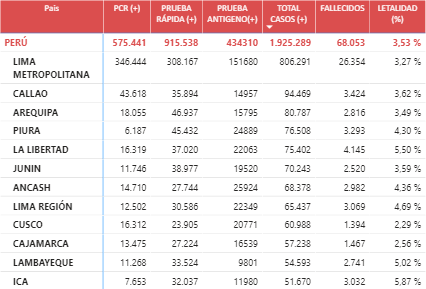 País PCR (+) PRUEBA RÁPIDA (+) PRUEBA ANTIGENO(+) TOTAL CASOS (+) FALLECIDOS LETALIDAD (%)
PERÚ 575.441 915.538 434310 1.925.289 68.053 3,53 %
LIMA METROPOLITANA 346.444 308.167 151680 806.291 26.354 3,27 %
CALLAO 43.618 35.894 14957 94.469 3.424 3,62 %
AREQUIPA 18.055 46.937 15795 80.787 2.816 3,49 %
PIURA 6.187 45.432 24889 76.508 3.293 4,30 %
LA LIBERTAD 16.319 37.020 22063 75.402 4.145 5,50 %
JUNIN 11.746 38.977 19520 70.243 2.520 3,59 %
ANCASH 14.710 27.744 25924 68.378 2.982 4,36 %
LIMA REGIÓN 12.502 30.586 22349 65.437 3.069 4,69 %
CUSCO 16.312 23.905 20771 60.988 1.394 2,29 %
CAJAMARCA 13.475 27.224 16539 57.238 1.467 2,56 %
LAMBAYEQUE 11.268 33.524 9801 54.593 2.741 5,02 %
ICA 7.653 32.037 11980 51.670 3.032 5,87 %